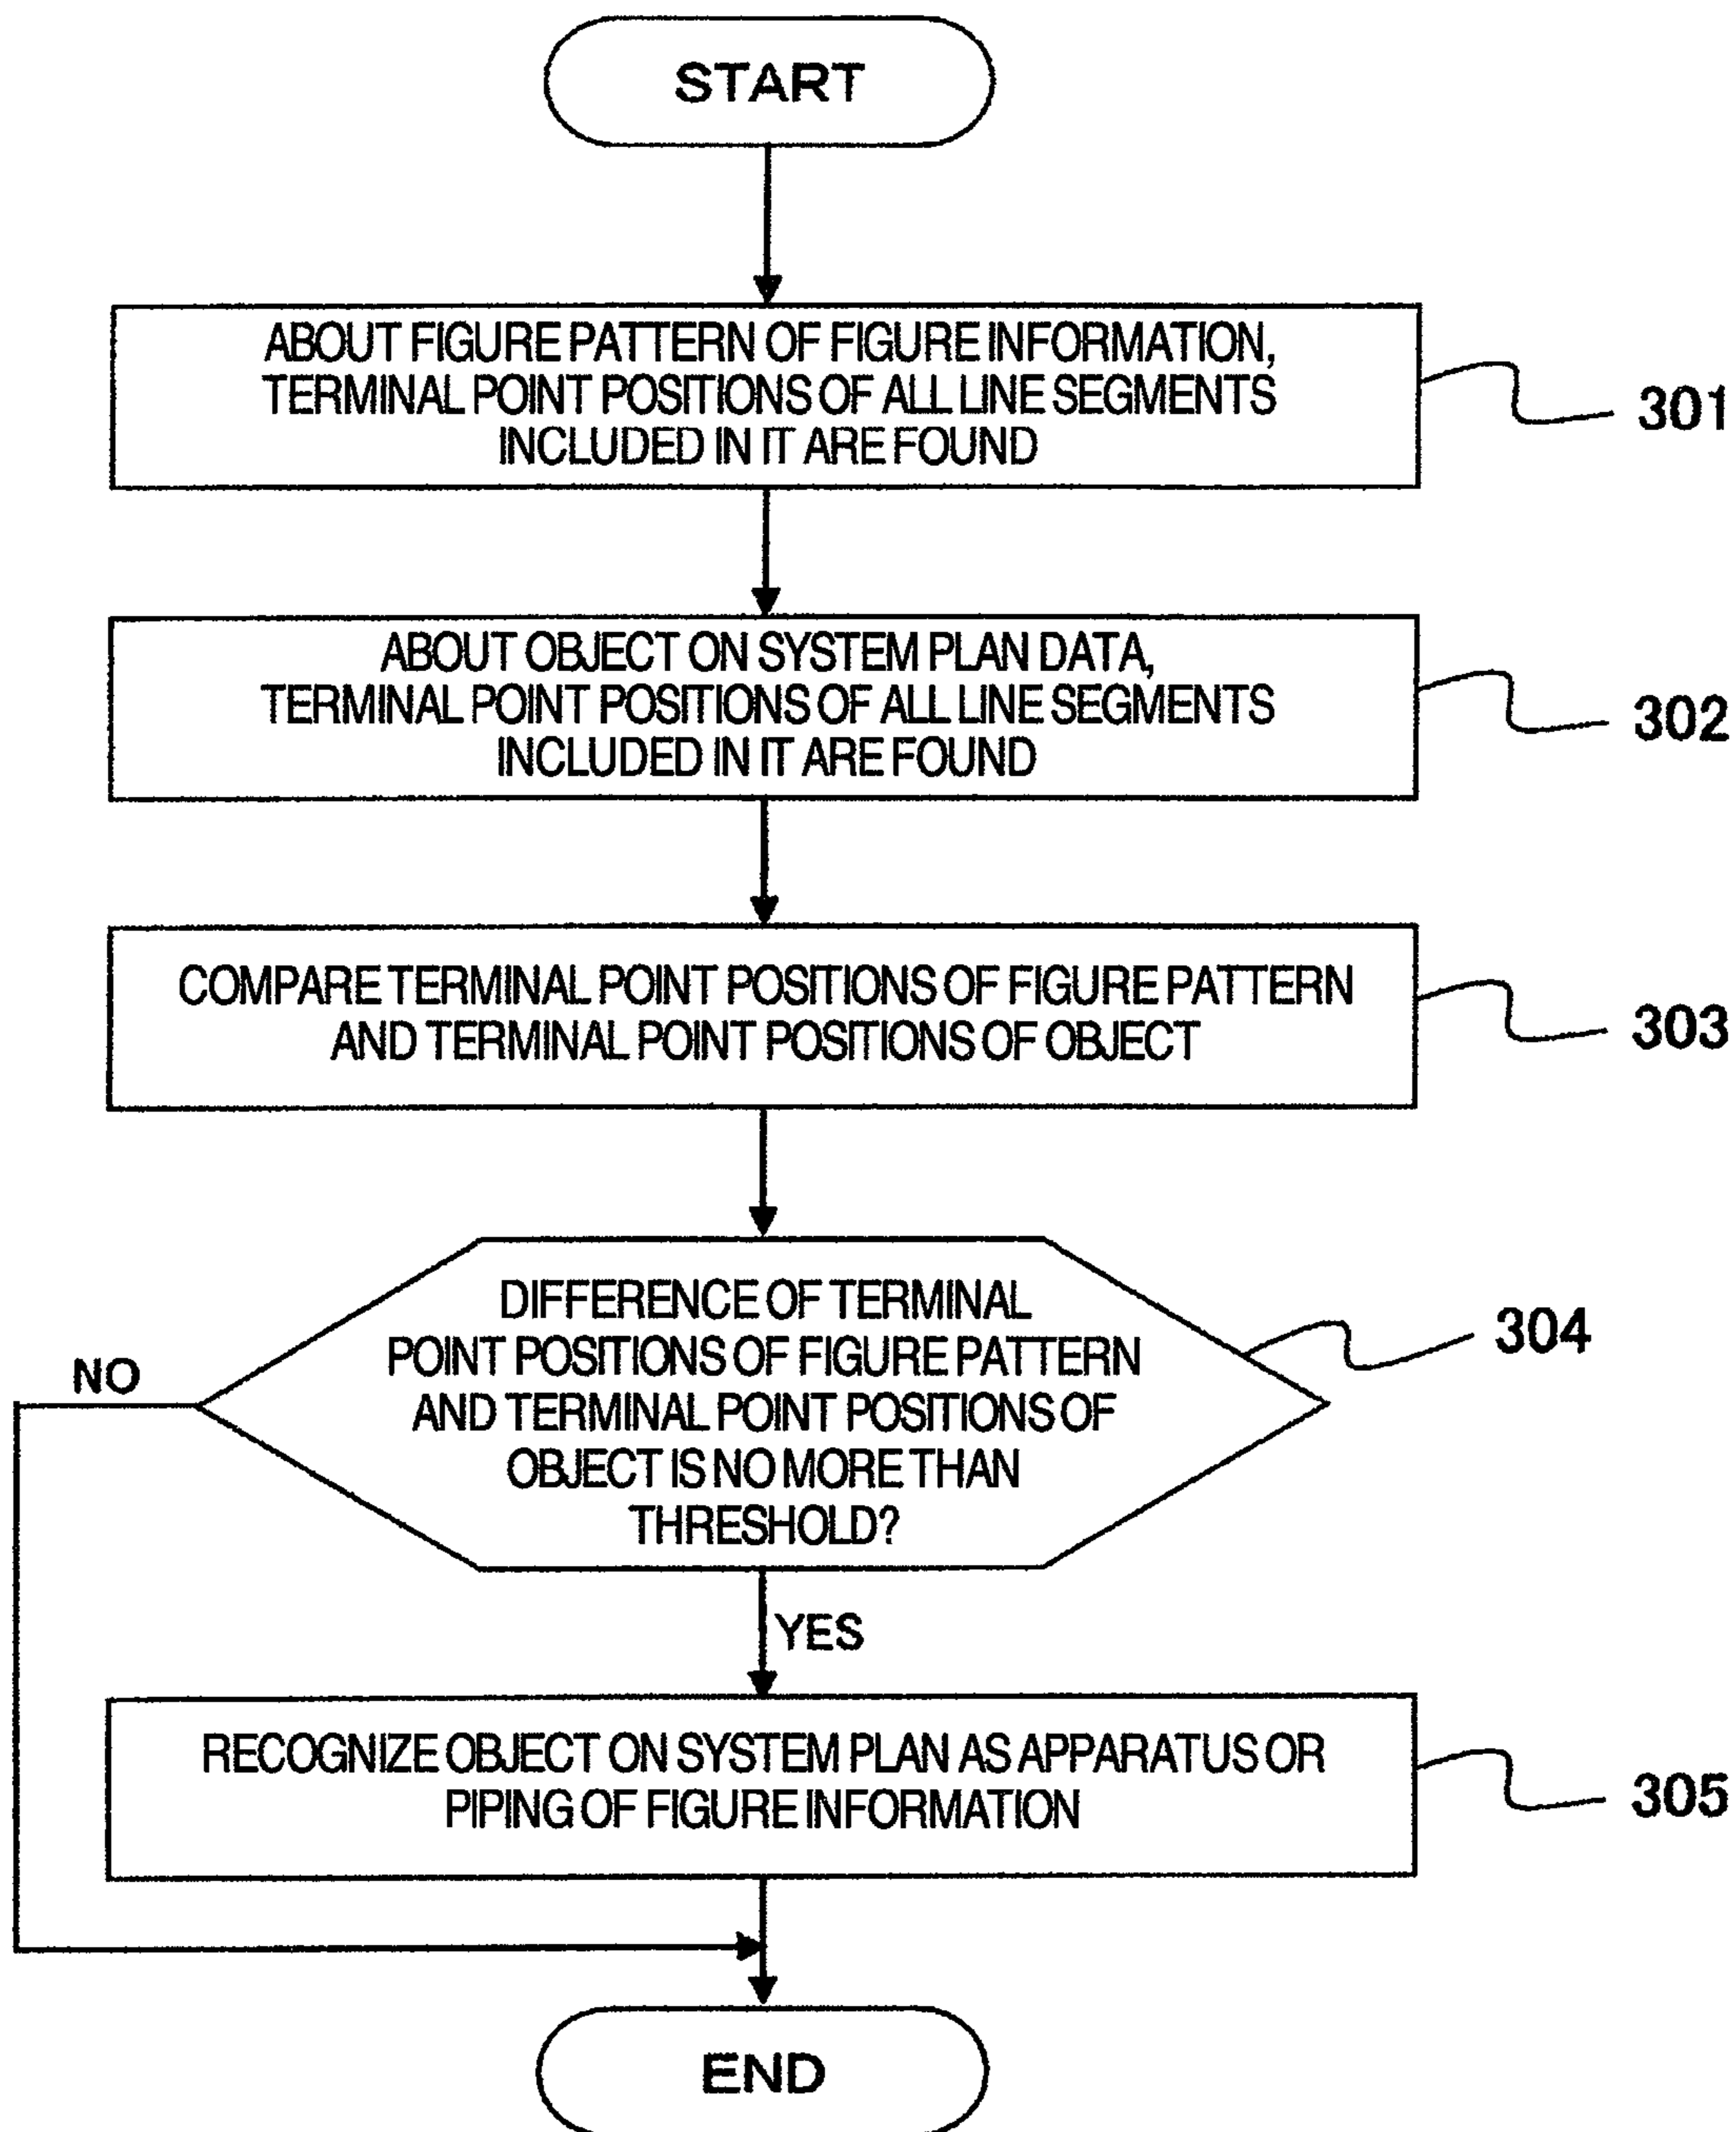 START
ABOUT FIGURE PATTERN OF FIGURE INFORMATION,
TERMINAL POINT POSITIONS OF ALL LINE SEGMENTS
INCLUDED IN IT ARE FOUND
301
ABOUT OBJECT ON SYSTEM PLAN DATA,
TERMINAL POINT POSITIONS OF ALL LINE SEGMENTS
INCLUDED IN IT ARE FOUND
302
COMPARE TERMINAL POINT POSITIONS OF FIGURE PATTERN
AND TERMINAL POINT POSITIONS OF OBJECT
303
DIFFERENCE OF TERMINAL
POINT POSITIONS OF FIGURE PATTERN
AND TERMINAL POINT POSITIONS OF
OBJECT IS NO MORE THAN
THRESHOLD?
304
NO
YES
RECOGNIZE OBJECT ON SYSTEM PLAN AS APPARATUS OR
PIPING OF FIGURE INFORMATION
305
END